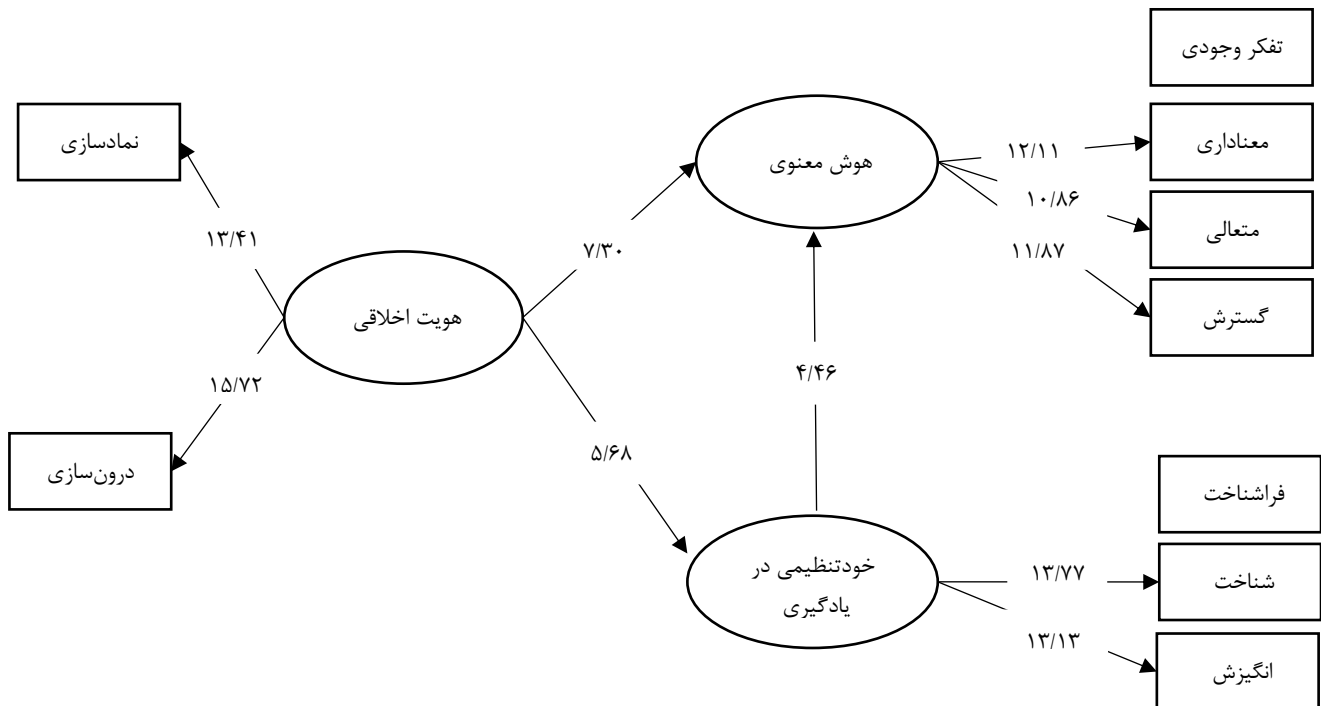 تفکر وجودی
معناداری
متعالی
گسترش
هوش معنوی
۱۲/۱۱
۱۰/۸۶
۱۱/۸۷
نمادسازی
۱۳/۴۱
۷/۳۰
هویت اخلاقی
۱۵/۷۲
درون‌سازی
۵/۶۸
۴/۴۶
خودتنظیمی در
یادگیری
۱۳/۷۷
۱۳/۱۳
فراشناخت
شناخت
انگیزش